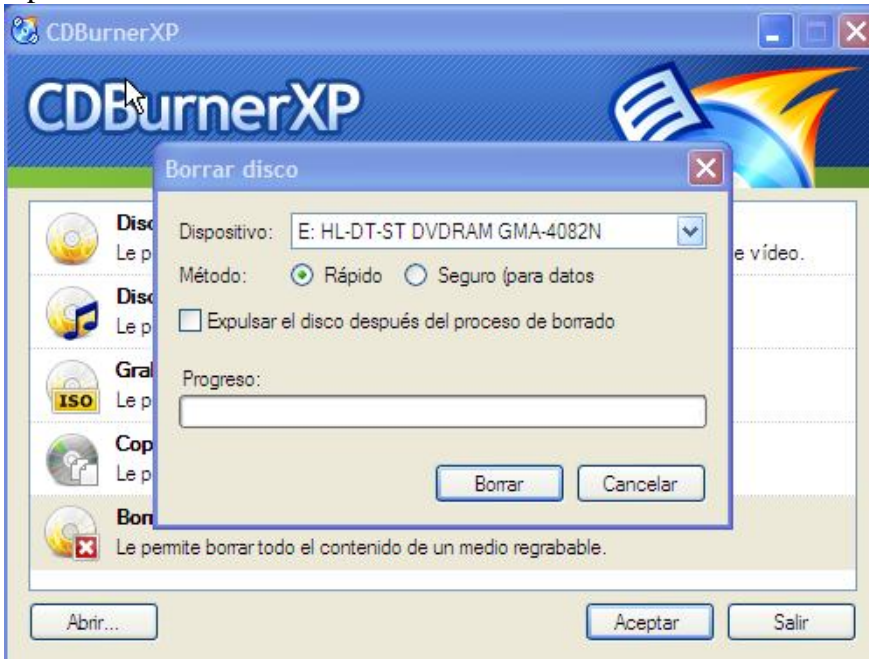 CDBurnerXP
CDBurnerXP
Borrar disco
Dispositivo: E: HL-DT-ST DVDRAM GMA-4082N
Método: Rápido Seguro (para datos
Expulsar el disco después del proceso de borrado
Progreso:
Borrar Cancelar
Disc
Le p e vídeo.
Disc
Le p
Gral
ISO Le p
Cop
Le p
Borr
Le permite borrar todo el contenido de un medio regrabable.
Abrir... Aceptar Salir